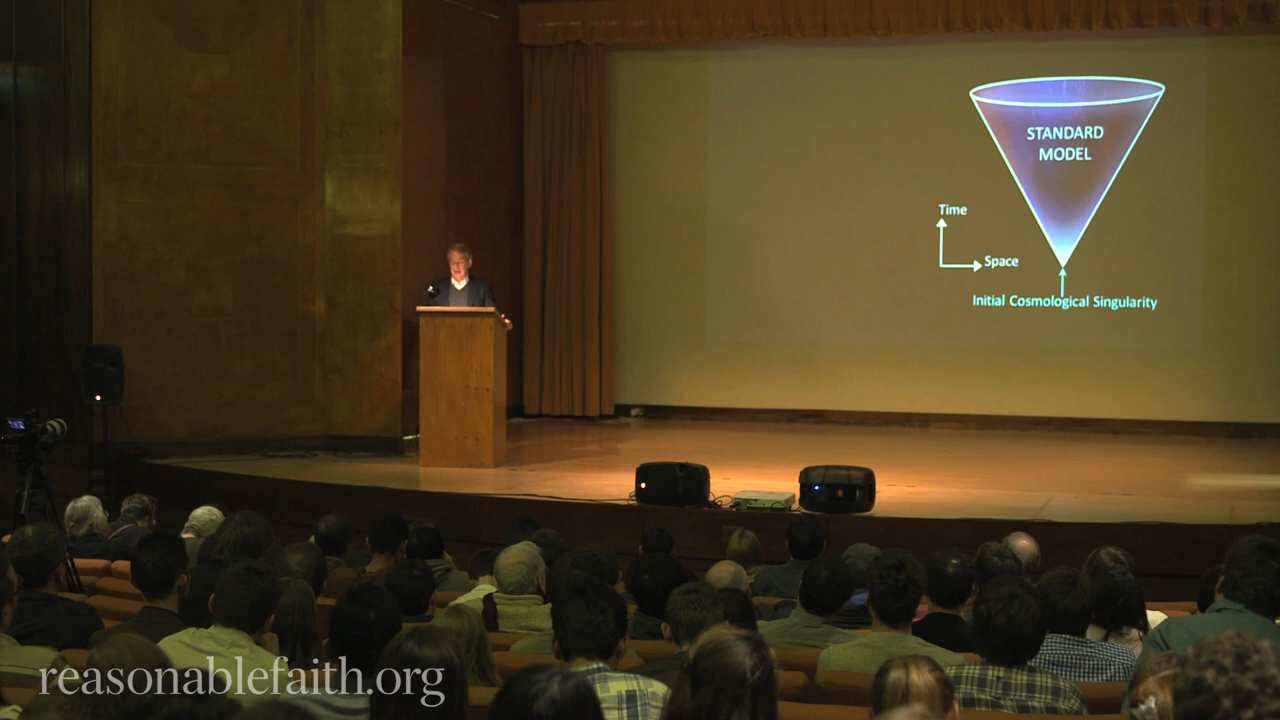 STANDARD
MODEL
Time
Space
Initial Cosmological Singularity
reasonablefaith.org